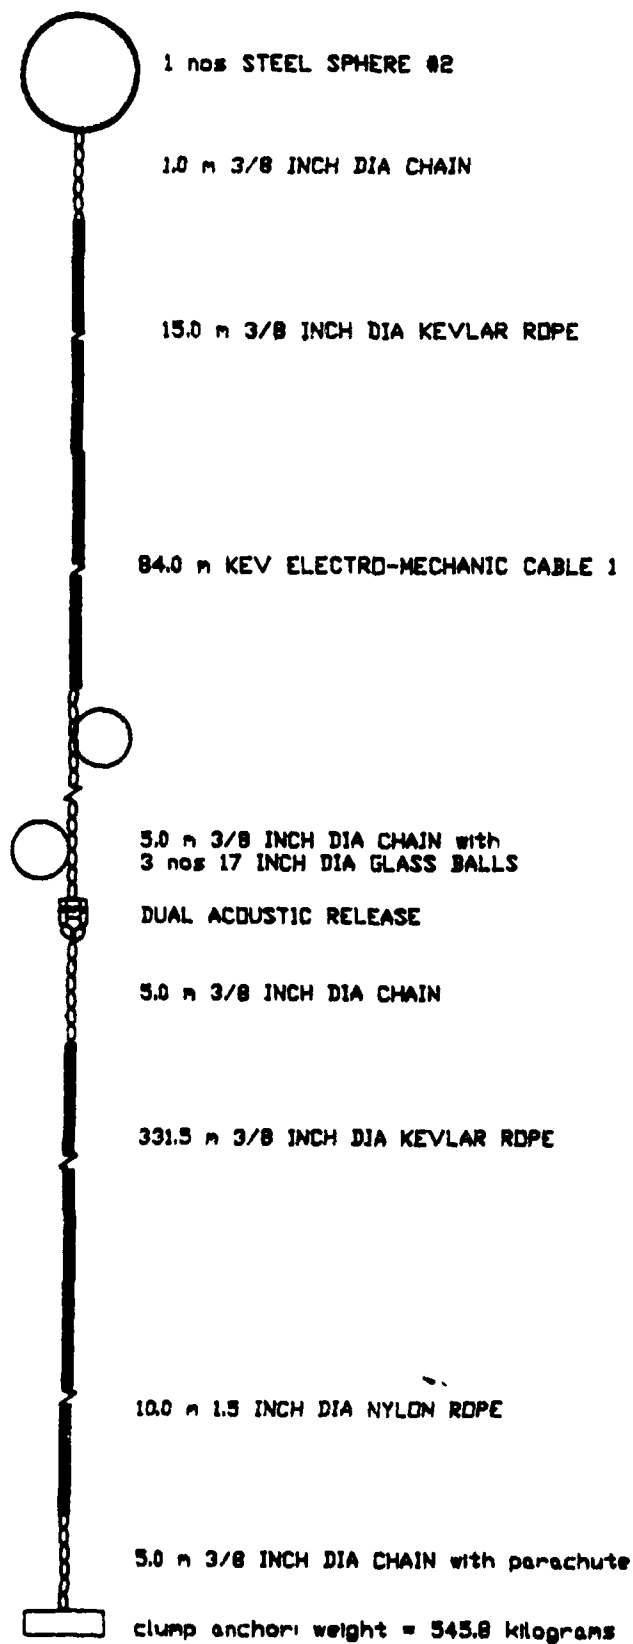 1 nos STEEL SPHERE #2
1.0 m 3/8 INCH DIA CHAIN
15.0 m 3/8 INCH DIA KEVLAR ROPE
84.0 m KEV ELECTRO-MECHANIC CABLE 1
5.0 m 3/8 INCH DIA CHAIN with
3 nos 17 INCH DIA GLASS BALLS
DUAL ACOUSTIC RELEASE
5.0 m 3/8 INCH DIA CHAIN
331.5 m 3/8 INCH DIA KEVLAR ROPE
10.0 m 1.5 INCH DIA NYLON ROPE
5.0 m 3/8 INCH DIA CHAIN with parachute
clump anchor: weight = 545.8 kilograms